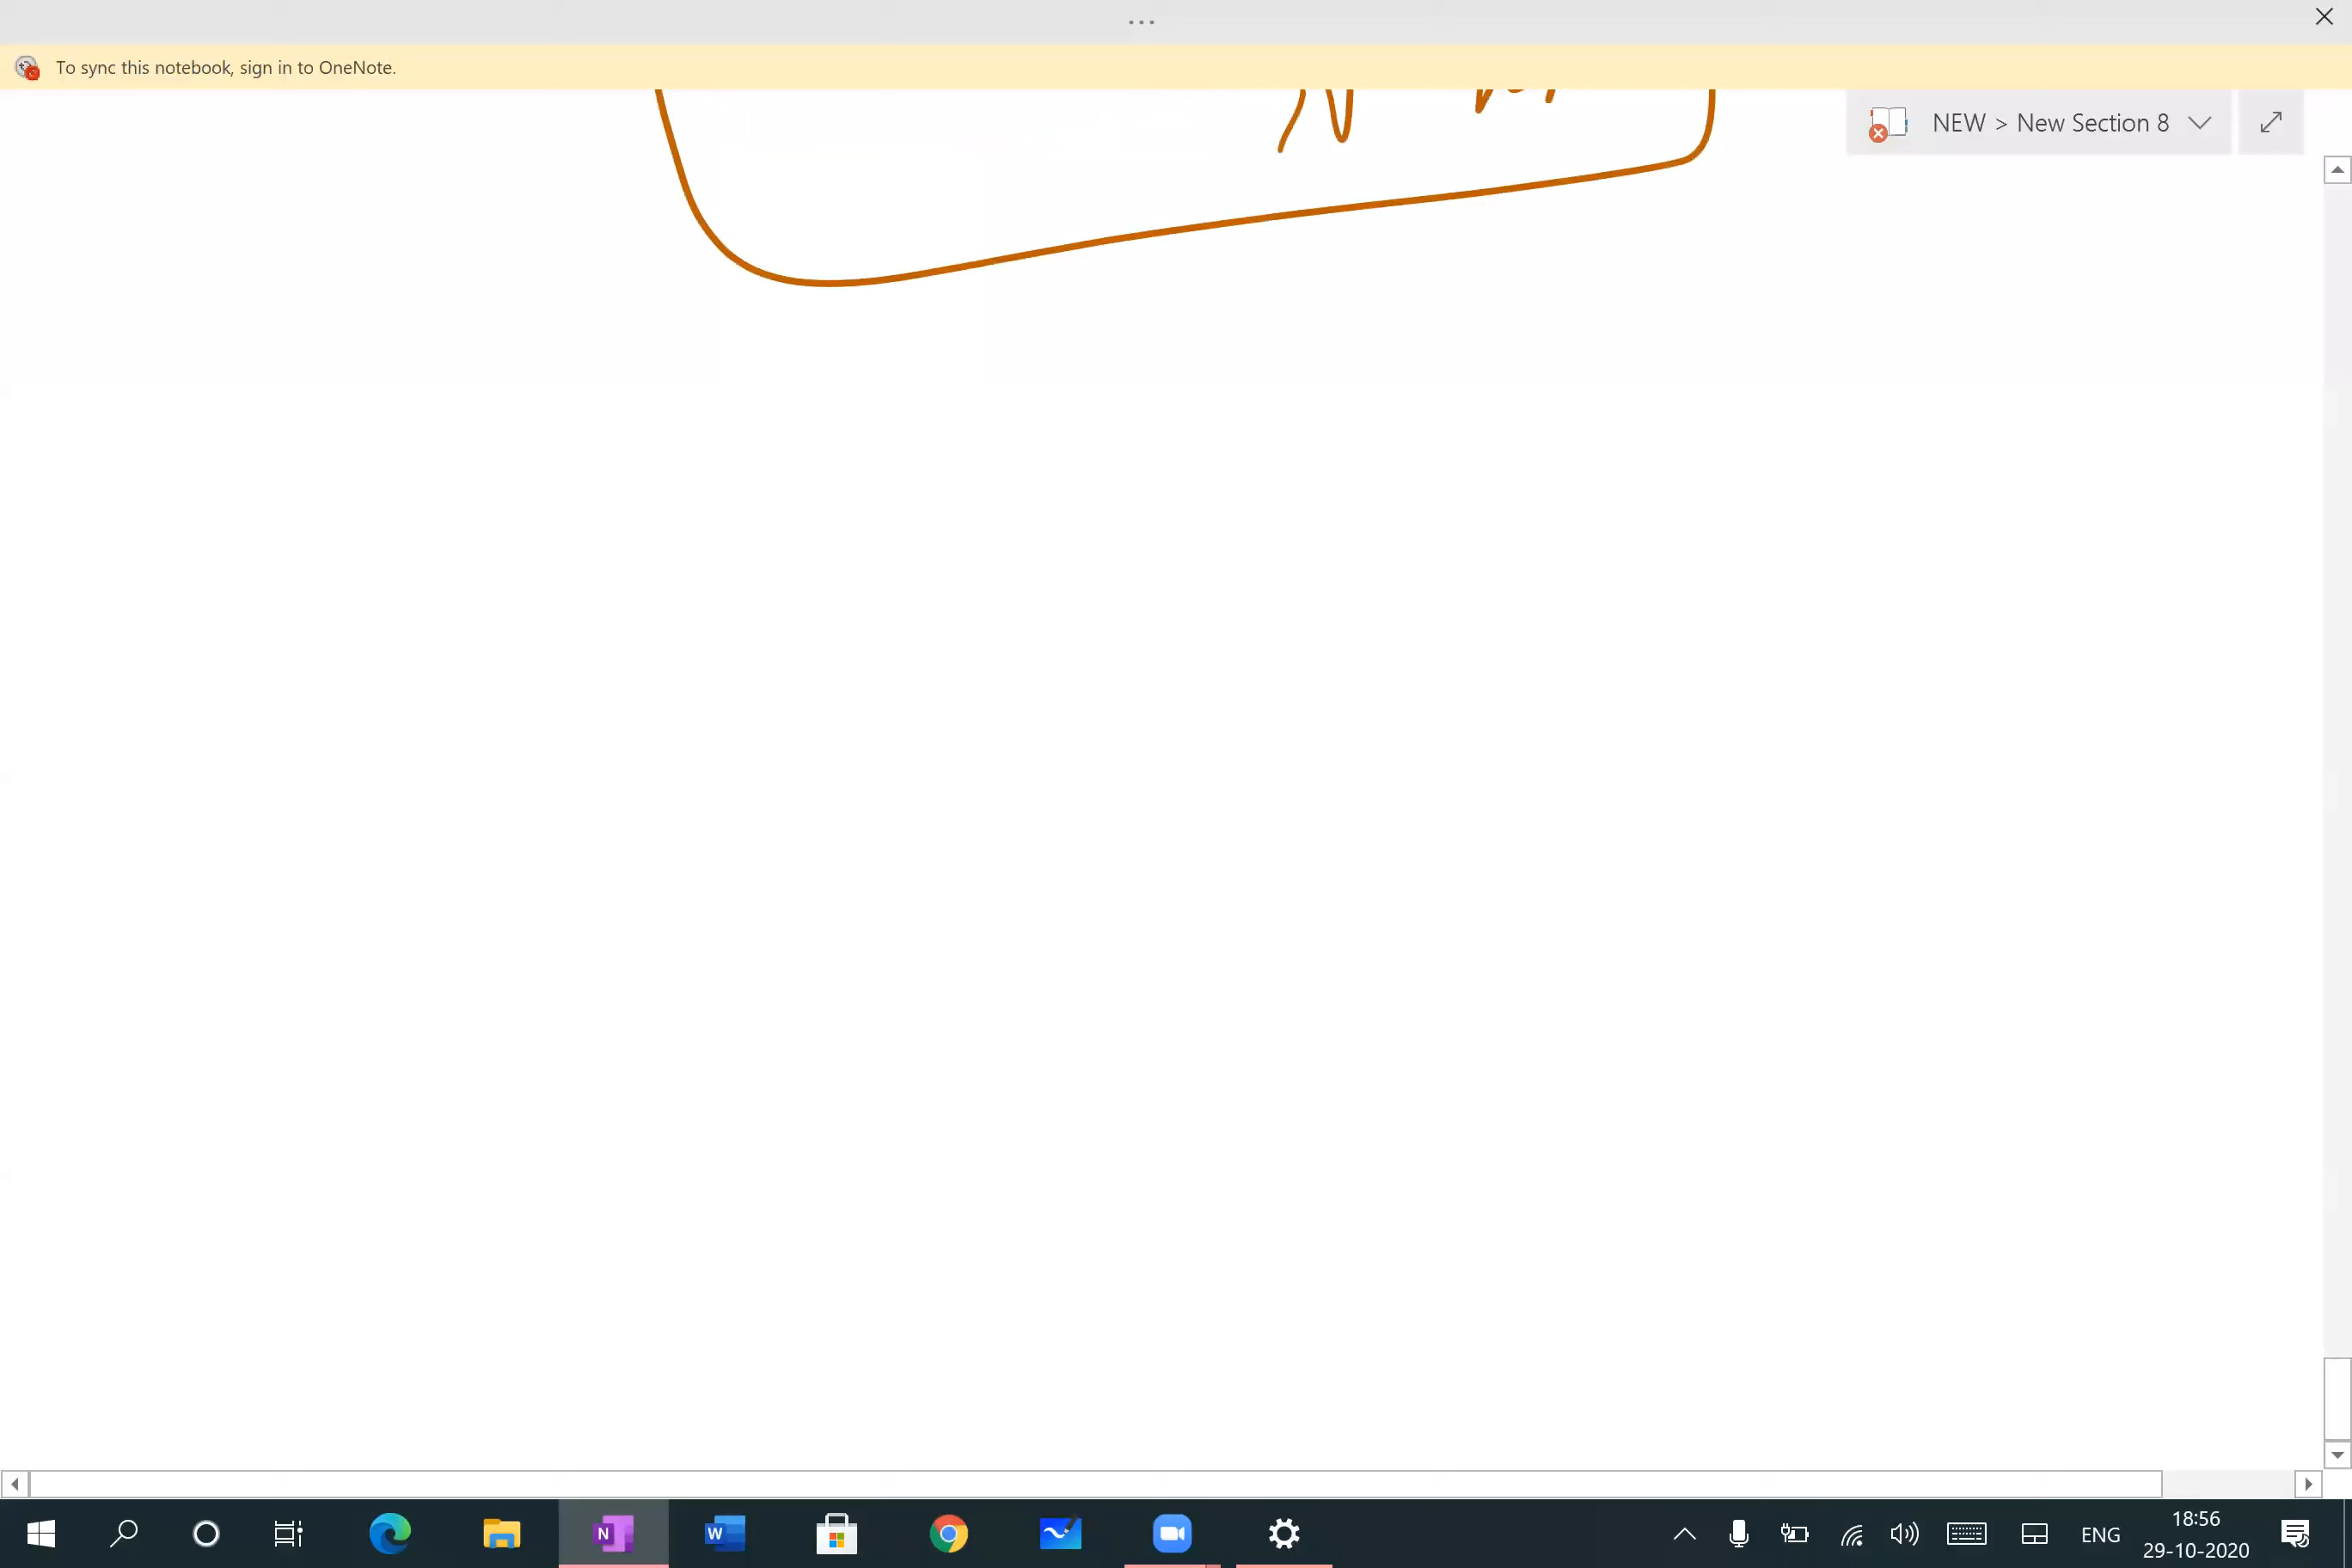 To sync this notebook, sign in to OneNote.
NEW > New Section 8
ENG
18:56
29-10-2020